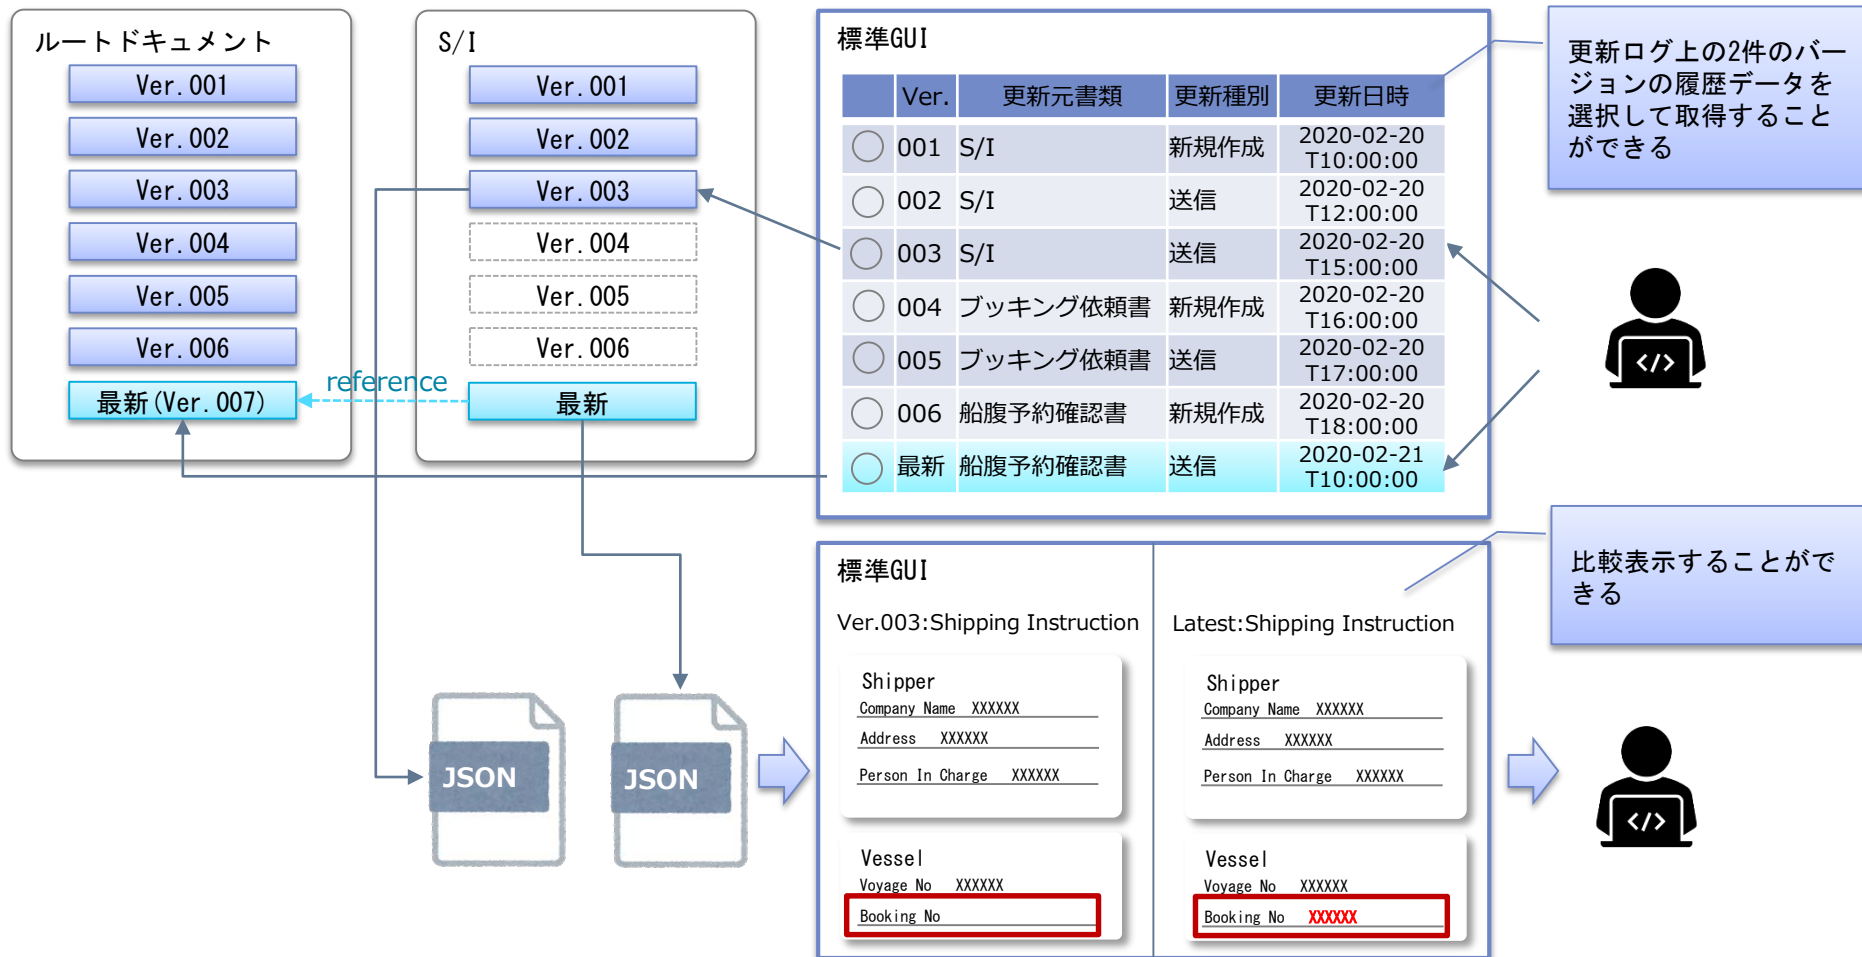 ルートドキュメント
Ver.001
Ver.002
Ver.003
Ver.004
Ver.005
Ver.006
最新(Ver.007)
reference
S/I
Ver.001
Ver.002
Ver.003
Ver.004
Ver.005
Ver.006
最新
標準GUI
Ver. 更新元書類 更新種別 更新日時
001 S/I 新規作成 2020-02-20
T10:00:00
002 S/I 送信 2020-02-20
T12:00:00
003 S/I 送信 2020-02-20
T15:00:00
004 ブッキング依頼書 新規作成 2020-02-20
T16:00:00
005 ブッキング依頼書 送信 2020-02-20
T17:00:00
006 船腹予約確認書 新規作成 2020-02-20
T18:00:00
最新 船腹予約確認書 送信 2020-02-21
T10:00:00
更新ログ上の2件のバー
ジョンの履歴データを
選択して取得すること
ができる
</>
JSON
JSON
標準GUI
Ver.003:Shipping Instruction
Shipper
Company Name XXXXXX
Address XXXXXX
Person In Charge XXXXXX
Vessel
Voyage No XXXXXX
Booking No
Latest:Shipping Instruction
Shipper
Company Name XXXXXX
Address XXXXXX
Person In Charge XXXXXX
Vessel
Voyage No XXXXXX
Booking No XXXXXX
比較表示することがで
きる
</>